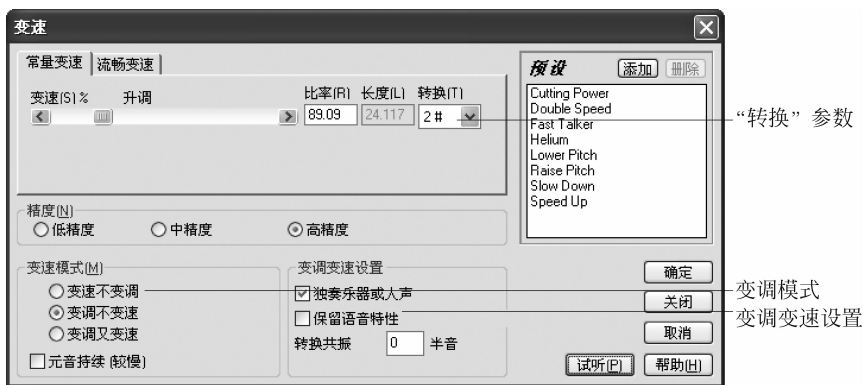 变速
常量变速 流畅变速
变速(S)% 升调 比率(R) 长度(L) 转换(T)
89.09 24.117 2#
预设 添加 删除
Cutting Power
Double Speed
Fast Talker
Helium
Lower Pitch
Raise Pitch
Slow Down
Speed Up
“转换”参数
精度(N)
低精度 中精度 高精度
变速模式(M)
变速不变调
变调不变速
变调又变速
元音持续(较慢)
变调变速设置
独奏乐器或人声
保留语音特性
转换共振 0 半音
确定
关闭
取消
试听(P) 帮助(H)
变调模式
变调变速设置